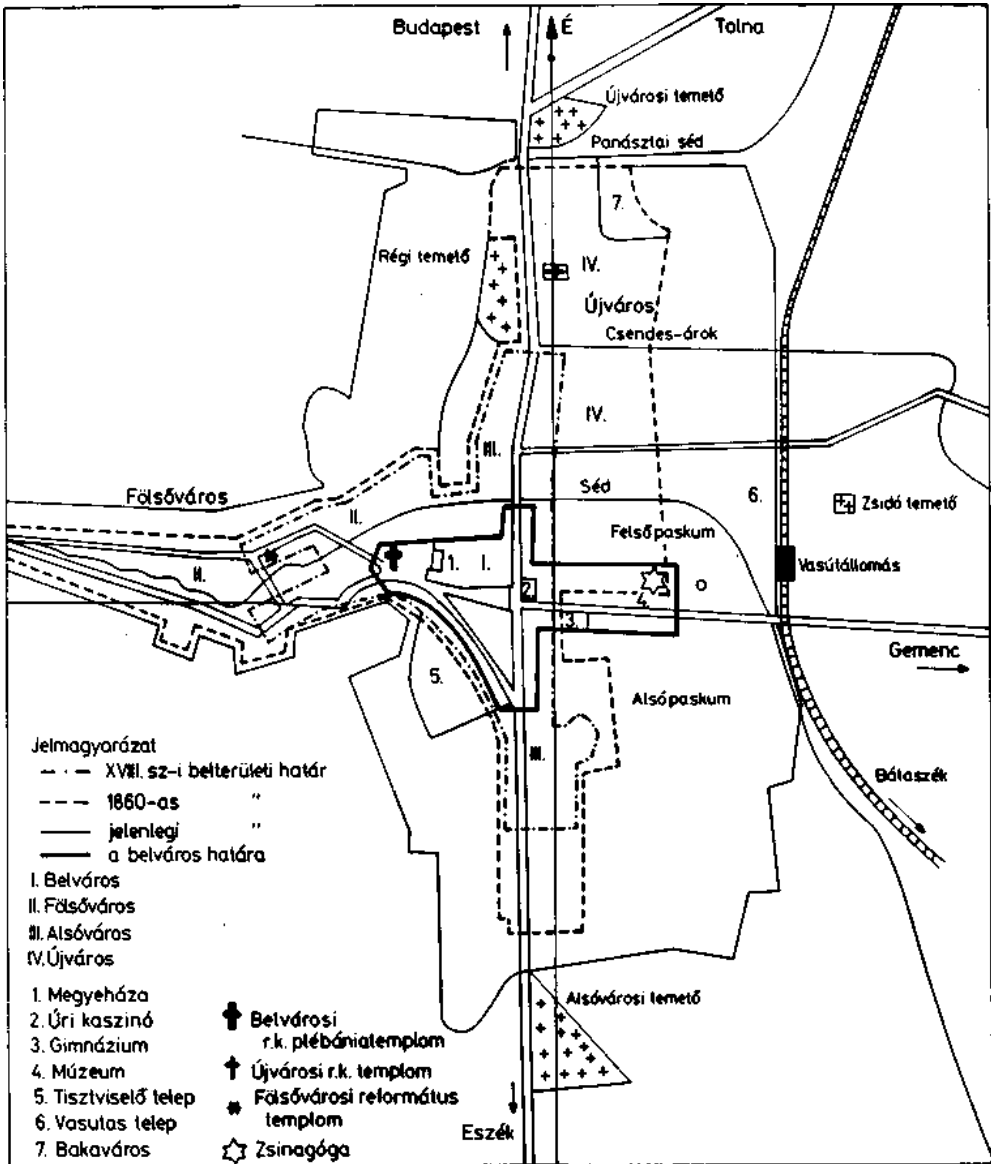 Budapest
É
Tolna
Újvárosi temető
Panásztai séd
7.
Régi temető
IV.
Újváros
Csendes-árok
IV.
III.
Fölsőváros
Séd
6.
Zsidó temető
II.
Felsőpaskum
II.
1.
I.
Vasútállomás
2.
4.
3.
Gemenc
5.
Alsópaskum
III.
Bátaszék
Jelmagyarázat
XVIII. sz-i belterületi határ
1860-as "
jelenlegi "
a belváros határa
I. Belváros
II. Fölsőváros
III. Alsóváros
IV. Újváros
1. Megyeháza
2. Úri kaszinó
3. Gimnázium
4. Múzeum
5. Tisztviselő telep
6. Vasutas telep
7. Bakaváros
Belvárosi
r.k. plébániatemplom
Újvárosi r.k. templom
Fölsővárosi református
templom
Zsinagóga
Alsóvárosi temető
Eszék